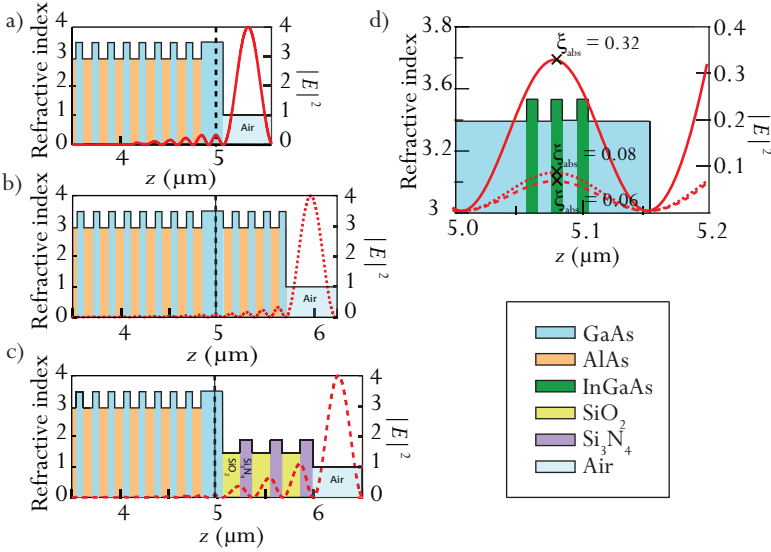 a)
Refractive index
4
3
2
1
0
4
3
2
1
0
|E|²
Air
4
5
z (µm)
b)
Refractive index
4
3
2
1
0
4
3
2
1
0
|E|²
Air
4
5
6
z (µm)
c)
Refractive index
4
3
2
1
0
4
3
2
1
0
|E|²
SiO₂
Si₃N₄
Air
4
5
6
z (µm)
d)
Refractive index
3.8
3.6
3.4
3.2
3
0.4
0.3
0.2
0.1
|E|²
ξabs = 0.32
ξabs = 0.08
ξabs = 0.06
5.0
5.1
5.2
z (µm)
GaAs
AlAs
InGaAs
SiO₂
Si₃N₄
Air